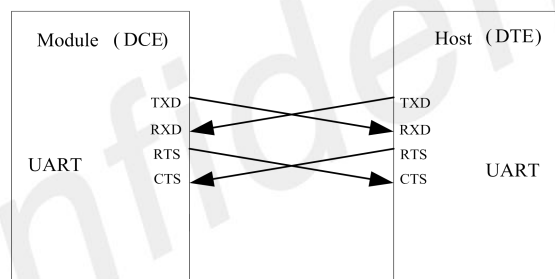 Module (DCE)
Host (DTE)
TXD
RXD
RTS
CTS
UART
TXD
RXD
RTS
CTS
UART